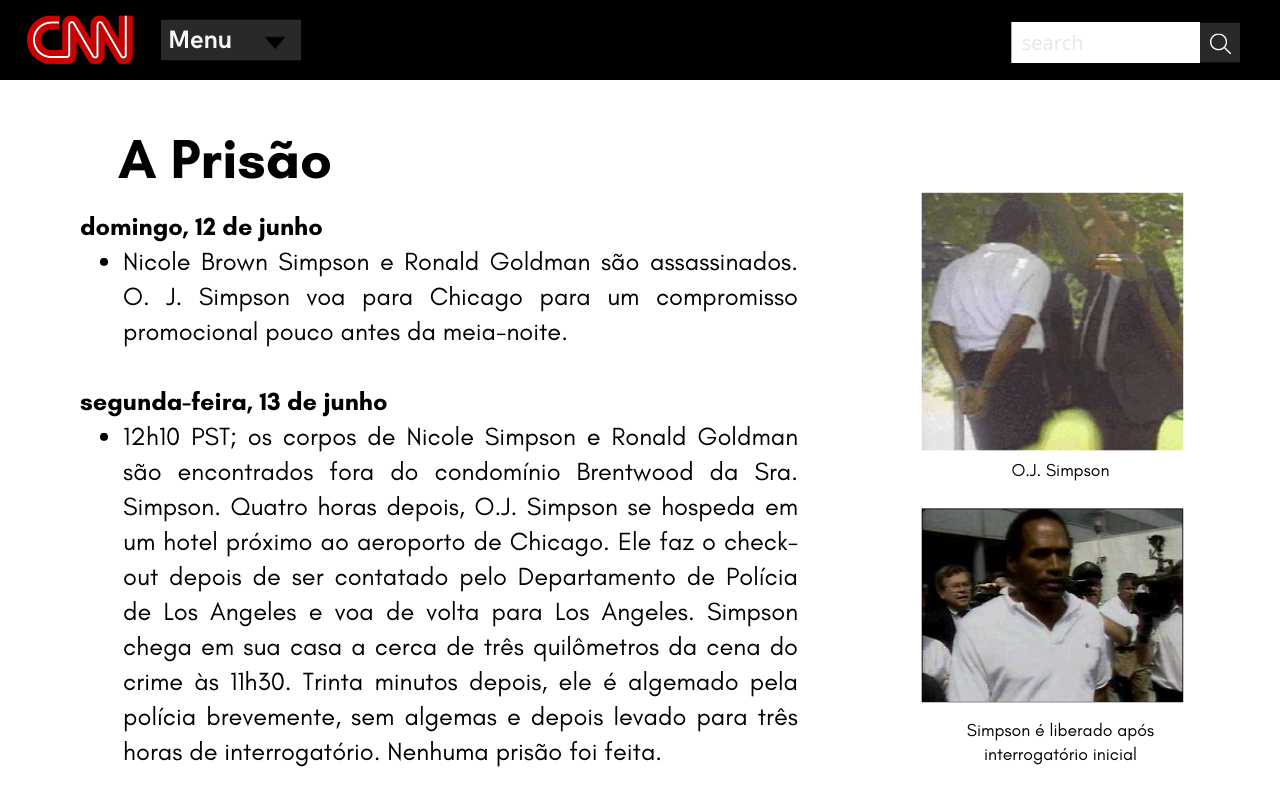 CNN
Menu
search
A Prisão
domingo, 12 de junho
• Nicole Brown Simpson e Ronald Goldman são assassinados.
O. J. Simpson voa para Chicago para um compromisso
promocional pouco antes da meia-noite.
segunda-feira, 13 de junho
• 12h10 PST; os corpos de Nicole Simpson e Ronald Goldman
são encontrados fora do condomínio Brentwood da Sra.
Simpson. Quatro horas depois, O.J. Simpson se hospeda em
um hotel próximo ao aeroporto de Chicago. Ele faz o check-
out depois de ser contatado pelo Departamento de Polícia
de Los Angeles e voa de volta para Los Angeles. Simpson
chega em sua casa a cerca de três quilômetros da cena do
crime às 11h30. Trinta minutos depois, ele é algemado pela
polícia brevemente, sem algemas e depois levado para três
horas de interrogatório. Nenhuma prisão foi feita.
O.J. Simpson
Simpson é liberado após
interrogatório inicial